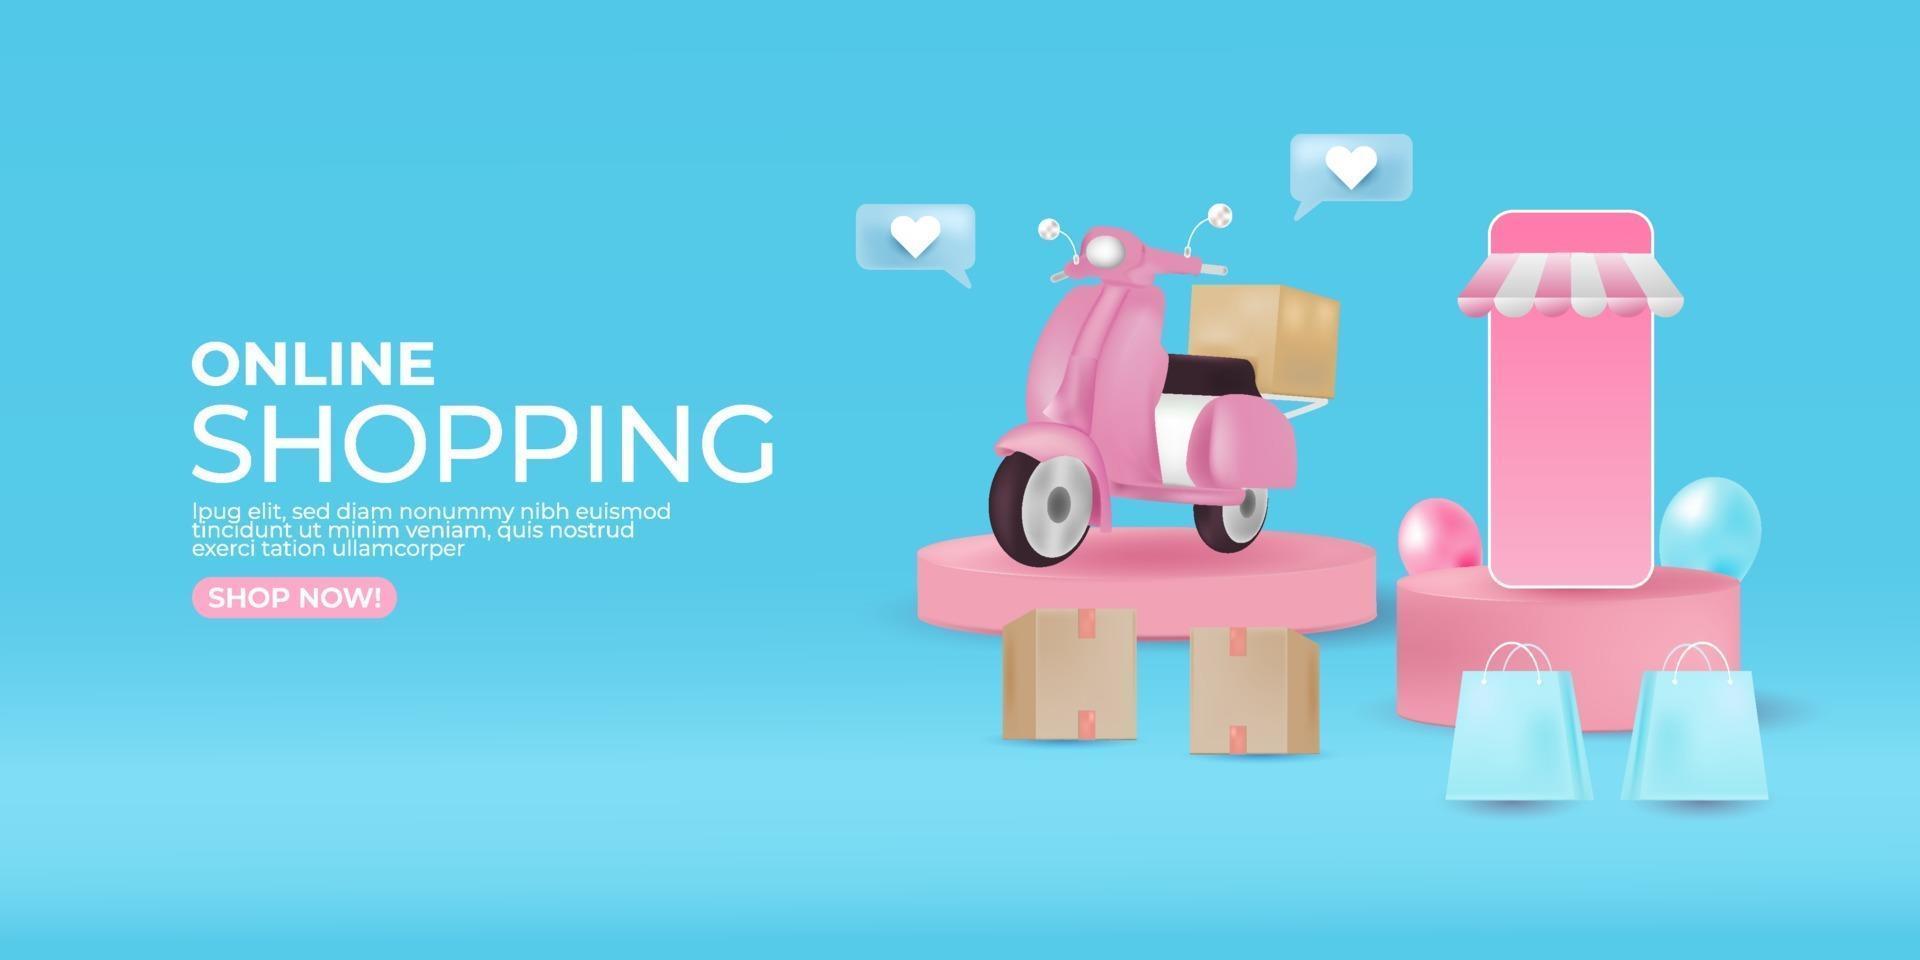 ONLINE
SHOPPING
Ipug elit, sed diam nonummy nibh euismod
tincidunt ut minim veniam, quis nostrud
exerci tation ullamcorper
SHOP NOW!